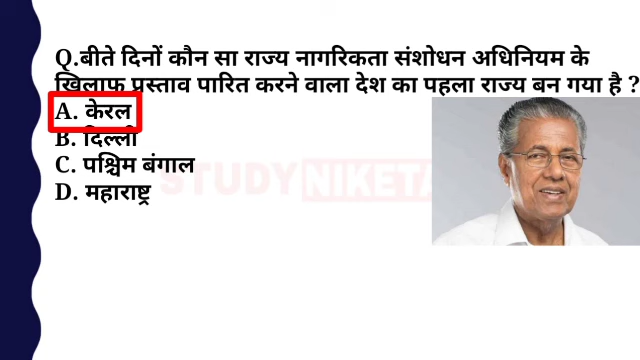 Q.बीते दिनों कौन सा राज्य नागरिकता संशोधन अधिनियम के
खिलाफ प्रस्ताव पारित करने वाला देश का पहला राज्य बन गया है ?
A. केरल
B. दिल्ली
C. पश्चिम बंगाल
STUDY NIKETA
D. महाराष्ट्र